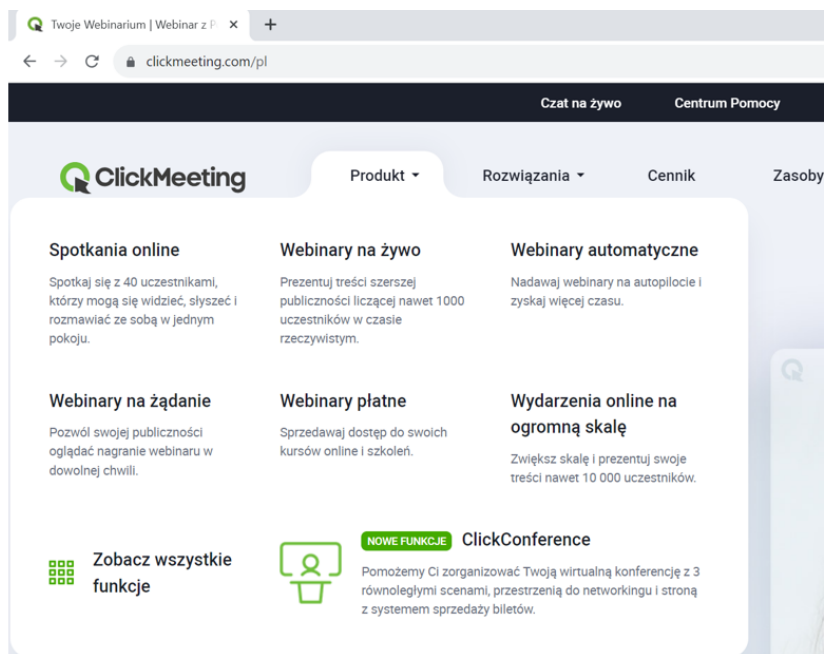 Twoje Webinarium | Webinar z P
clickmeeting.com/pl
Czat na żywo
Centrum Pomocy
ClickMeeting
Produkt
Rozwiązania
Cennik
Zasoby
Spotkania online
Spotkaj się z 40 uczestnikami,
którzy mogą się widzieć, słyszeć i
rozmawiać ze sobą w jednym
pokoju.
Webinary na żywo
Prezentuj treści szerszej
publiczności liczącej nawet 1000
uczestników w czasie
rzeczywistym.
Webinary automatyczne
Nadawaj webinary na autopilocie i
zyskaj więcej czasu.
Webinary na żądanie
Pozwól swojej publiczności
oglądać nagranie webinaru w
dowolnej chwili.
Webinary płatne
Sprzedawaj dostęp do swoich
kursów online i szkoleń.
Wydarzenia online na
ogromną skalę
Zwiększ skalę i prezentuj swoje
treści nawet 10 000 uczestników.
Zobacz wszystkie
funkcje
NOWE FUNKCJE ClickConference
Pomożemy Ci zorganizować Twoją wirtualną konferencję z 3
równoległymi scenami, przestrzenią do networkingu i stroną
z systemem sprzedaży biletów.